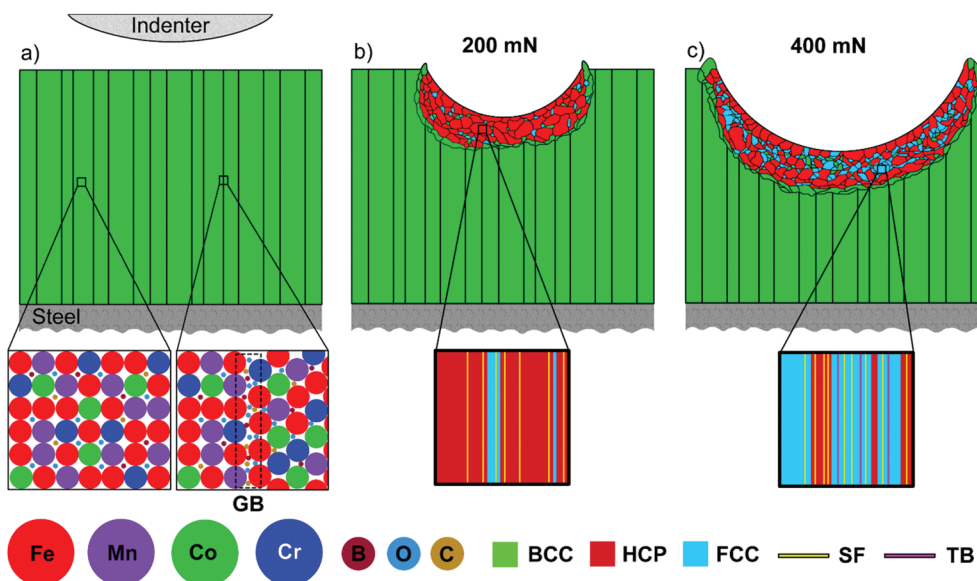 Indenter
a)
b)
200 mN
c)
400 mN
Steel
GB
Fe
Mn
Co
Cr
B
O
C
BCC
HCP
FCC
SF
TB